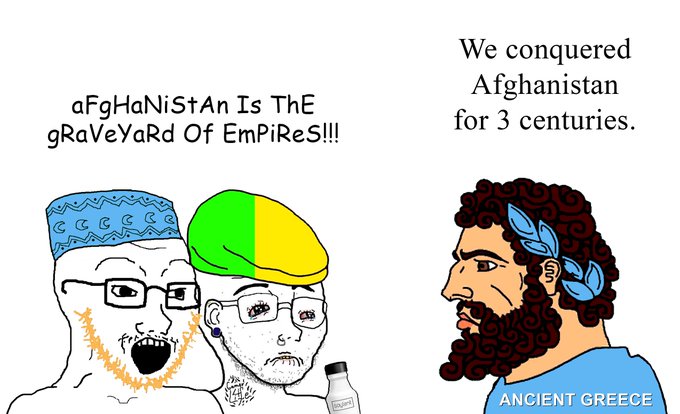 aFgHaNiStAn Is ThE
gRaVeYaRd Of EmPiReS!!!
We conquered
Afghanistan
for 3 centuries.
ANCIENT GREECE